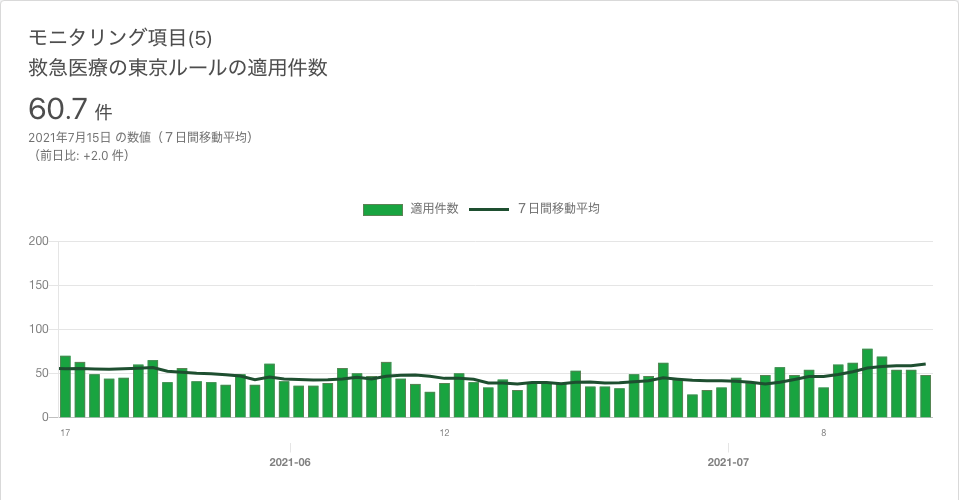 モニタリング項目(5)
救急医療の東京ルールの適用件数
60.7 件
2021年7月15日 の数値（７日間移動平均）
（前日比: +2.0 件）
適用件数 ７日間移動平均
200
150
100
50
0
17 12 8
2021-06 2021-07